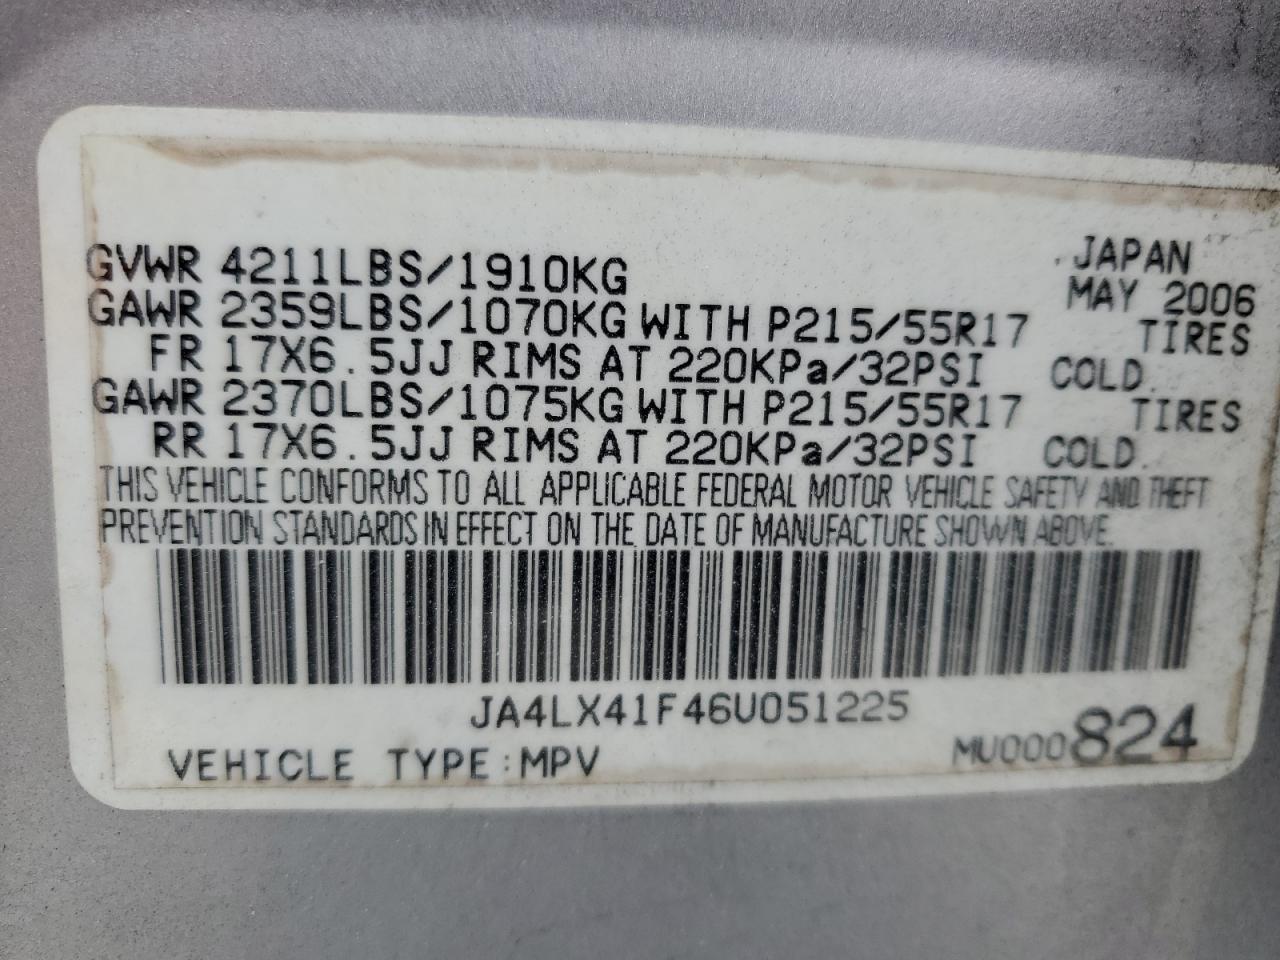 JAPAN
GVWR 4211LBS/1910KG MAY 2006
GAWR 2359LBS/1070KG WITH P215/55R17 TIRES
FR 17X6.5JJ RIMS AT 220KPa/32PSI COLD.
GAWR 2370LBS/1075KG WITH P215/55R17 TIRES
RR 17X6.5JJ RIMS AT 220KPa/32PSI COLD.
THIS VEHICLE CONFORMS TO ALL APPLICABLE FEDERAL MOTOR VEHICLE SAFETY AND THEFT
PREVENTION STANDARDS IN EFFECT ON THE DATE OF MANUFACTURE SHOWN ABOVE.
JA4LX41F46U051225
VEHICLE TYPE:MPV MU000824